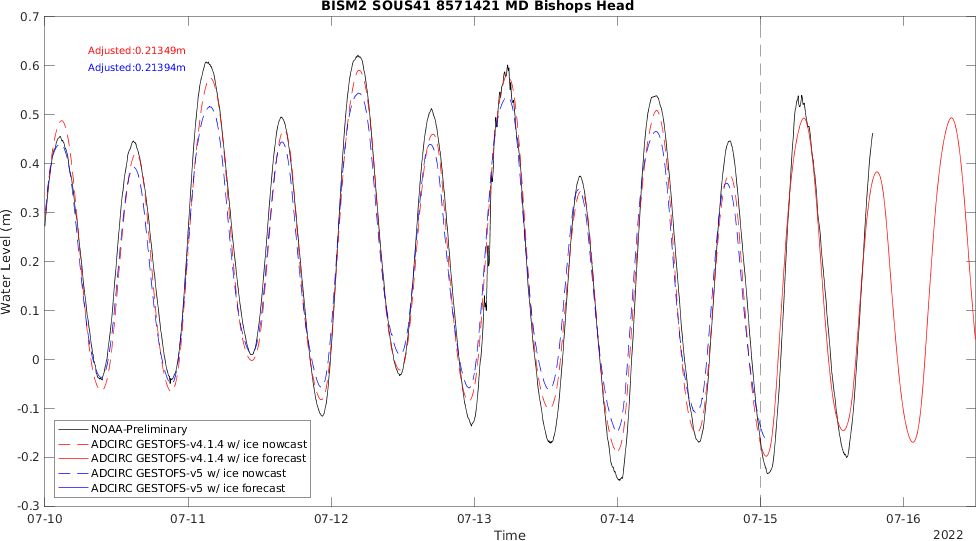 BISM2 SOUS41 8571421 MD Bishops Head
Adjusted:0.21349m
Adjusted:0.21394m
Water Level (m)
0.7
0.6
0.5
0.4
0.3
0.2
0.1
0
-0.1
-0.2
-0.3
NOAA-Preliminary
ADCIRC GESTOFS-v4.1.4 w/ ice nowcast
ADCIRC GESTOFS-v4.1.4 w/ ice forecast
ADCIRC GESTOFS-v5 w/ ice nowcast
ADCIRC GESTOFS-v5 w/ ice forecast
07-10 07-11 07-12 07-13 07-14 07-15 07-16
Time
2022